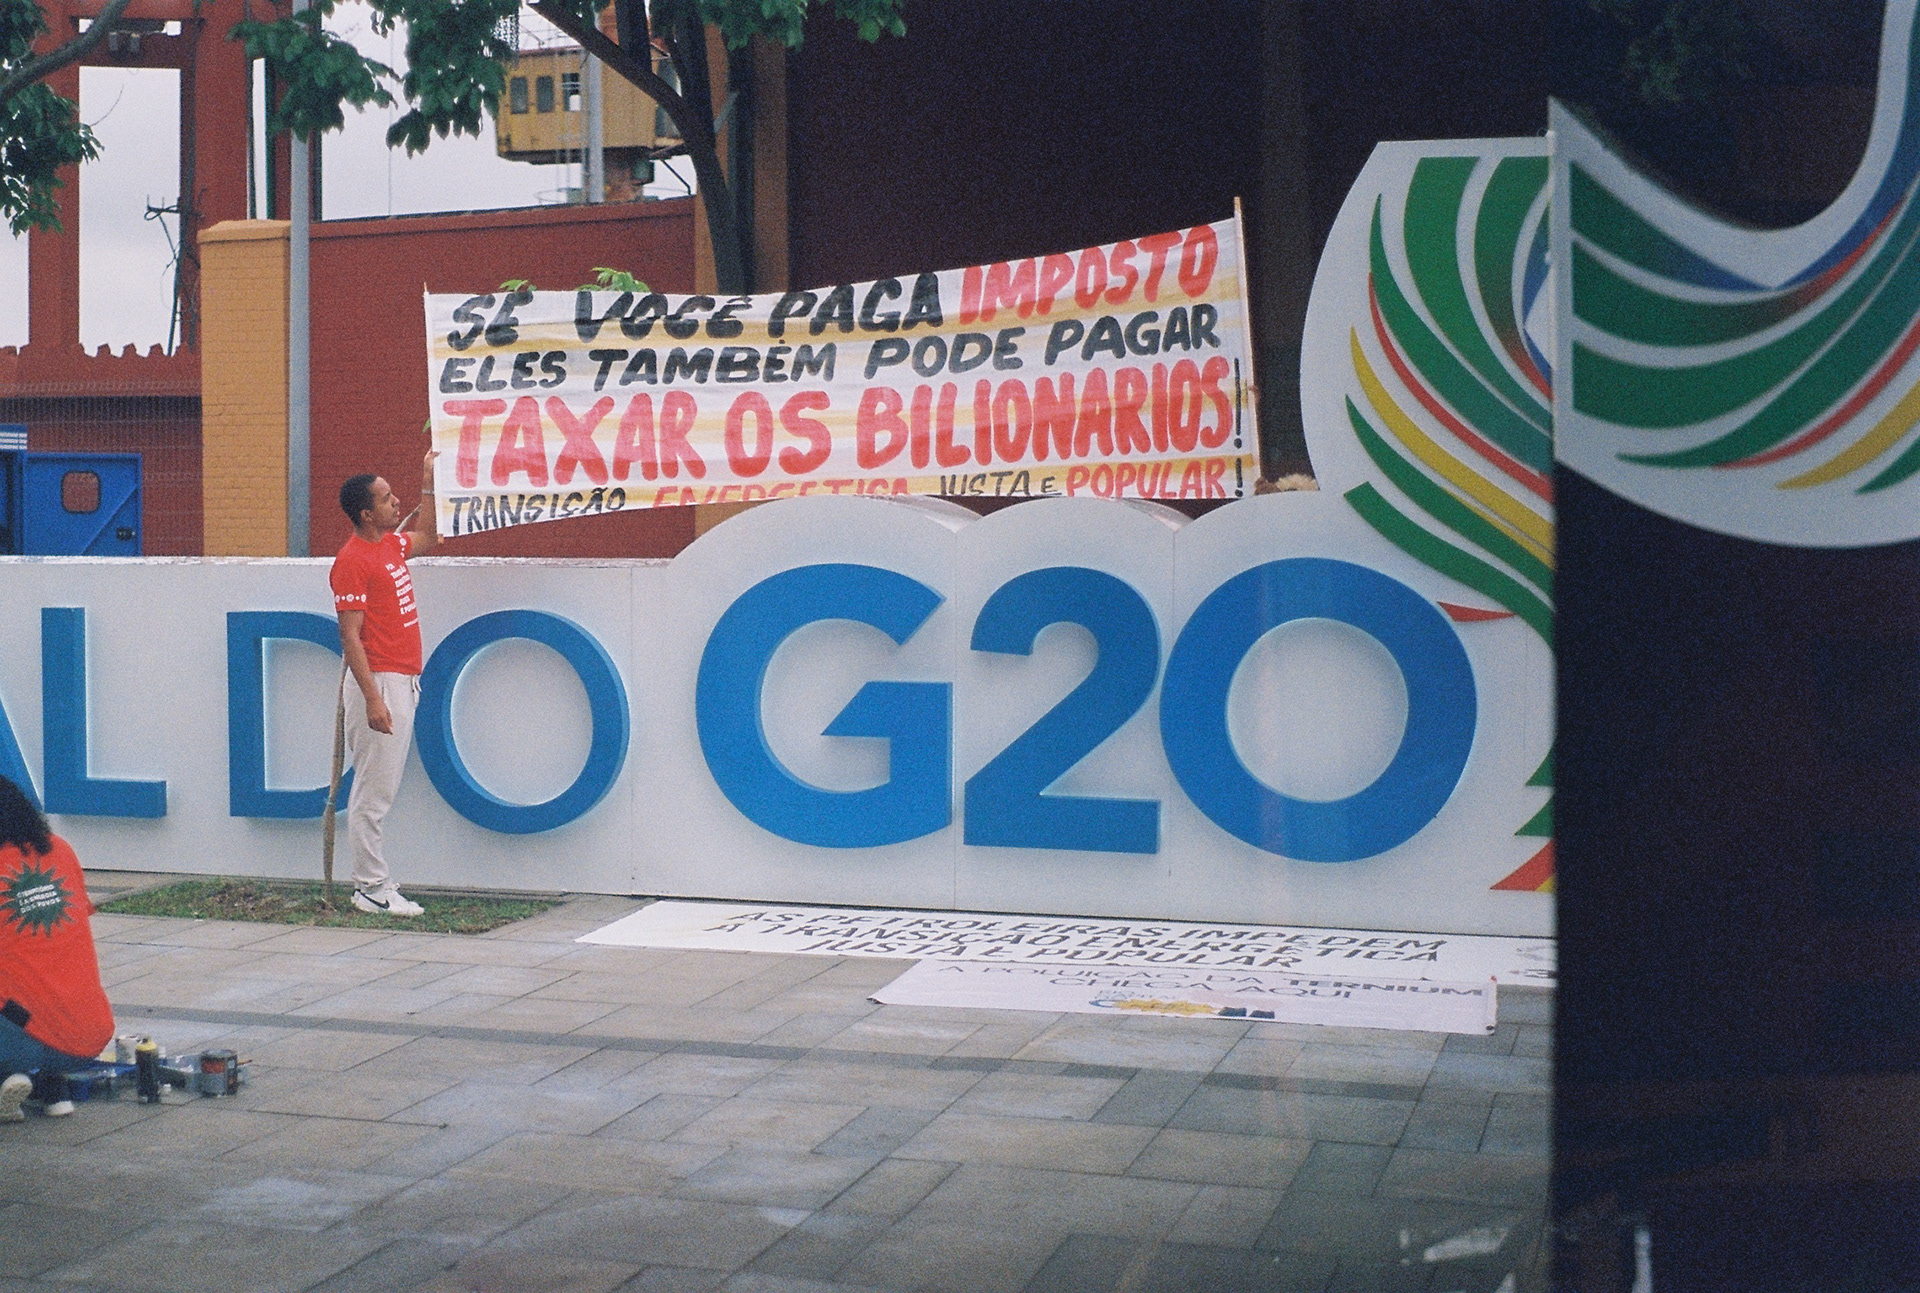 SE VOCÊ PAGA IMPOSTO
ELES TAMBÉM PODE PAGAR
TAXAR OS BILIONARIOS!
TRANSIÇÃO ENERGETICA JUSTA E POPULAR!
AL DO G20
AS PETROLEIRAS IMPEDEM
A TRANSIÇÃO ENERGÉTICA
JUSTA E POPULAR
A POLUIÇÃO DA TERNIUM
CHEGA AQUI